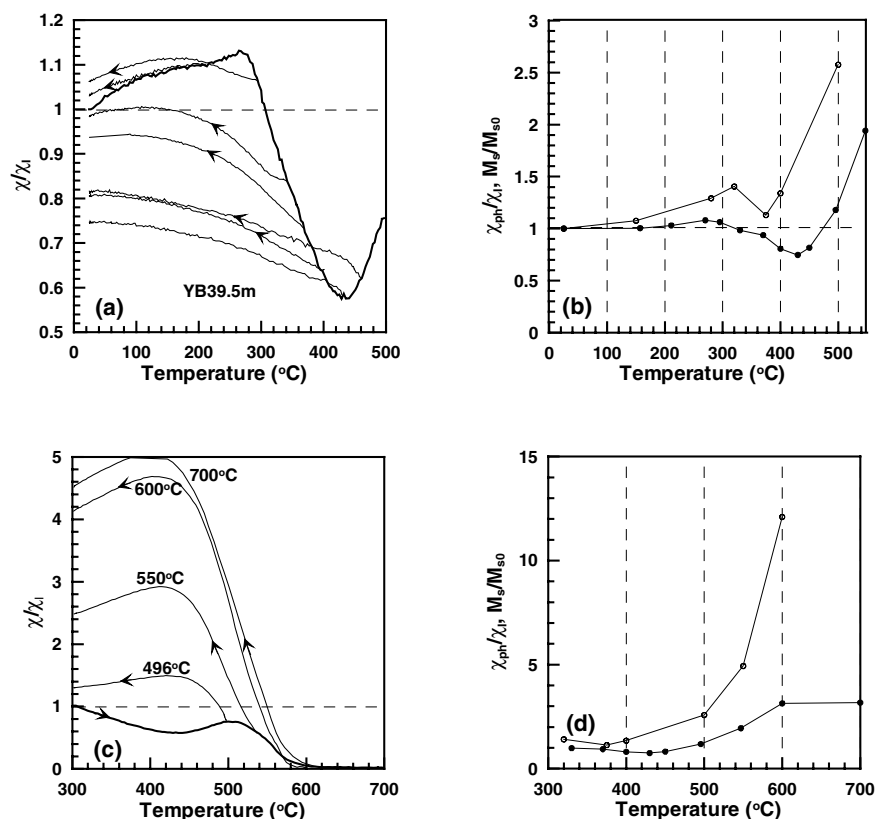 1.2
1.1
1
0.9
0.8
0.7
0.6
0.5
χ/χI
(a)
YB39.5m
0
100
200
300
400
500
Temperature (°C)
3
2.5
2
1.5
1
0.5
0
χph/χI, Ms/Ms0
(b)
0
100
200
300
400
500
Temperature (°C)
5
4
3
2
1
0
χ/χI
700°C
600°C
550°C
496°C
(c)
300
400
500
600
700
Temperature (°C)
15
10
5
0
χph/χI, Ms/Ms0
(d)
300
400
500
600
700
Temperature (°C)